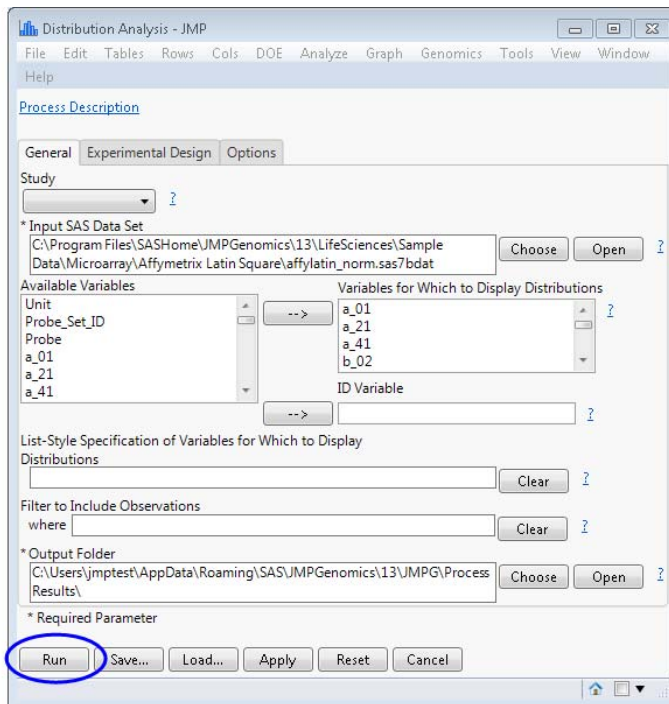 Distribution Analysis - JMP
File Edit Tables Rows Cols DOE Analyze Graph Genomics Tools View Window
Help
Process Description
General Experimental Design Options
Study
?
* Input SAS Data Set
C:\Program Files\SASHome\JMPGenomics\13\LifeSciences\Sample
Data\Microarray\Affymetrix Latin Square\affylatin_norm.sas7bdat
Choose Open ?
Available Variables
Unit
Probe_Set_ID
Probe
a_01
a_21
a_41
-->
Variables for Which to Display Distributions
a_01
a_21
a_41
b_02
?
ID Variable
-->
?
List-Style Specification of Variables for Which to Display
Distributions
Clear ?
Filter to Include Observations
where
Clear ?
* Output Folder
C:\Users\jmptest\AppData\Roaming\SAS\JMPGenomics\13\JMPG\Process
Results\
Choose Open ?
* Required Parameter
Run Save... Load... Apply Reset Cancel